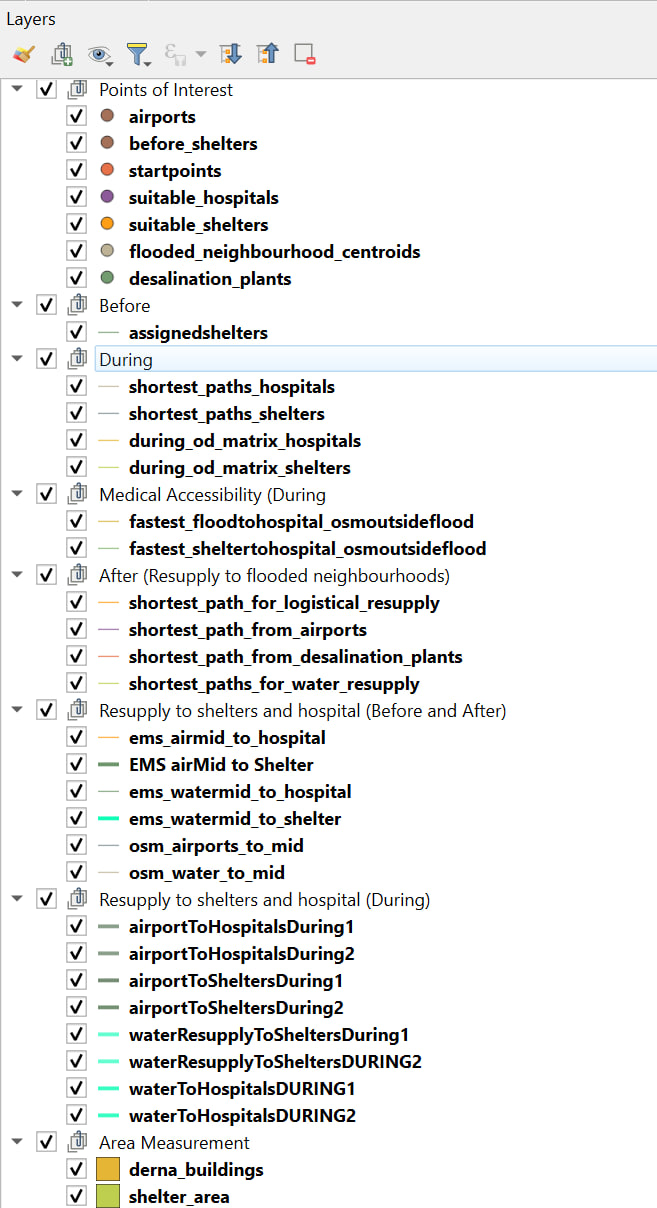 Layers
Points of Interest
airports
before_shelters
startpoints
suitable_hospitals
suitable_shelters
flooded_neighbourhood_centroids
desalination_plants
Before
assignedshelters
During
shortest_paths_hospitals
shortest_paths_shelters
during_od_matrix_hospitals
during_od_matrix_shelters
Medical Accessibility (During
fastest_floodtohospital_osmoutsideflood
fastest_sheltertohospital_osmoutsideflood
After (Resupply to flooded neighbourhoods)
shortest_path_for_logistical_resupply
shortest_path_from_airports
shortest_path_from_desalination_plants
shortest_paths_for_water_resupply
Resupply to shelters and hospital (Before and After)
ems_airmid_to_hospital
EMS airMid to Shelter
ems_watermid_to_hospital
ems_watermid_to_shelter
osm_airports_to_mid
osm_water_to_mid
Resupply to shelters and hospital (During)
airportToHospitalsDuring1
airportToHospitalsDuring2
airportToSheltersDuring1
airportToSheltersDuring2
waterResupplyToSheltersDuring1
waterResupplyToSheltersDURING2
waterToHospitalsDURING1
waterToHospitalsDURING2
Area Measurement
derna_buildings
shelter_area